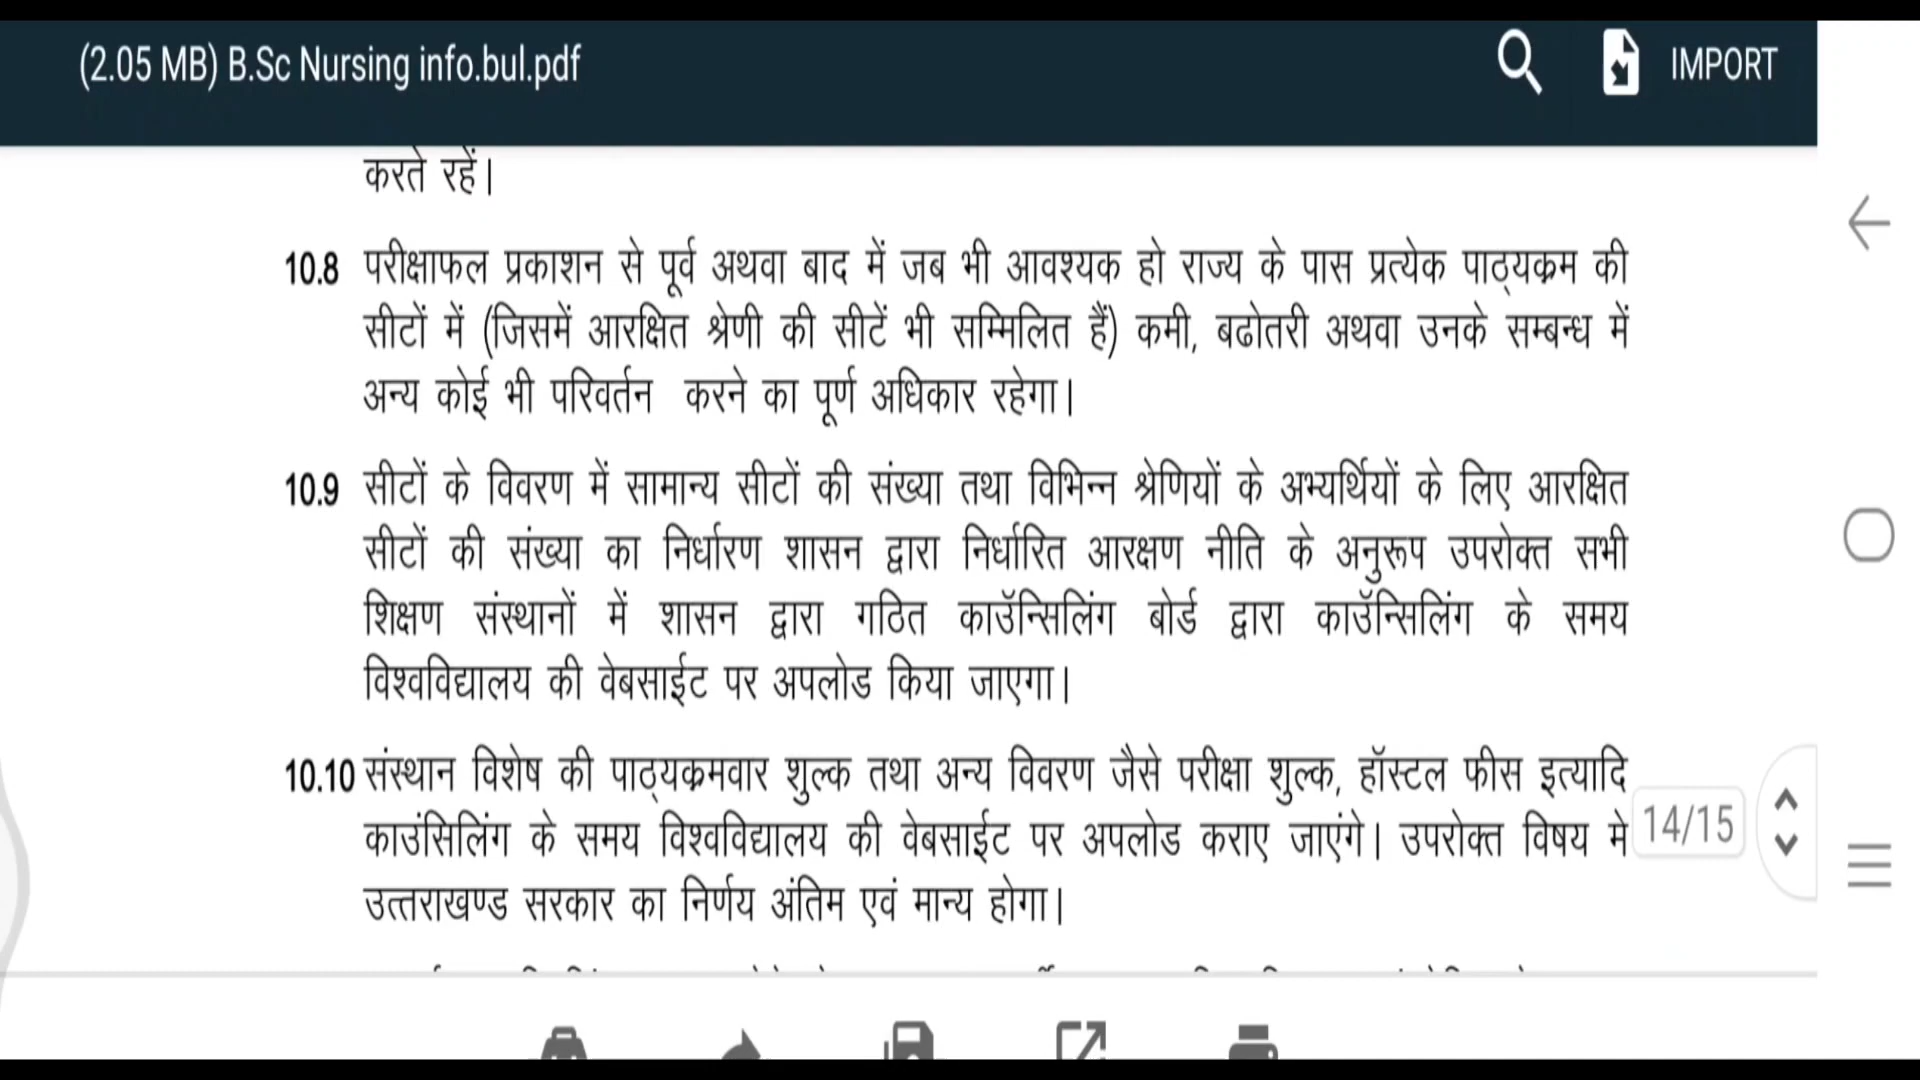 (2.05 MB) B.Sc Nursing info.bul.pdf
IMPORT
करते रहें।
10.8 परीक्षाफल प्रकाशन से पूर्व अथवा बाद में जब भी आवश्यक हो राज्य के पास प्रत्येक पाठ्यक्रम की
सीटों में (जिसमें आरक्षित श्रेणी की सीटें भी सम्मिलित हैं) कमी, बढोतरी अथवा उनके सम्बन्ध में
अन्य कोई भी परिवर्तन करने का पूर्ण अधिकार रहेगा।
10.9 सीटों के विवरण में सामान्य सीटों की संख्या तथा विभिन्न श्रेणियों के अभ्यर्थियों के लिए आरक्षित
सीटों की संख्या का निर्धारण शासन द्वारा निर्धारित आरक्षण नीति के अनुरूप उपरोक्त सभी
शिक्षण संस्थानों में शासन द्वारा गठित काउॅन्सिलिंग बोर्ड द्वारा काउॅन्सिलिंग के समय
विश्वविद्यालय की वेबसाईट पर अपलोड किया जाएगा।
10.10 संस्थान विशेष की पाठ्यक्रमवार शुल्क तथा अन्य विवरण जैसे परीक्षा शुल्क, हॉस्टल फीस इत्यादि
काउंसिलिंग के समय विश्वविद्यालय की वेबसाईट पर अपलोड कराए जाएंगे। उपरोक्त विषय मे
उत्तराखण्ड सरकार का निर्णय अंतिम एवं मान्य होगा।
14/15